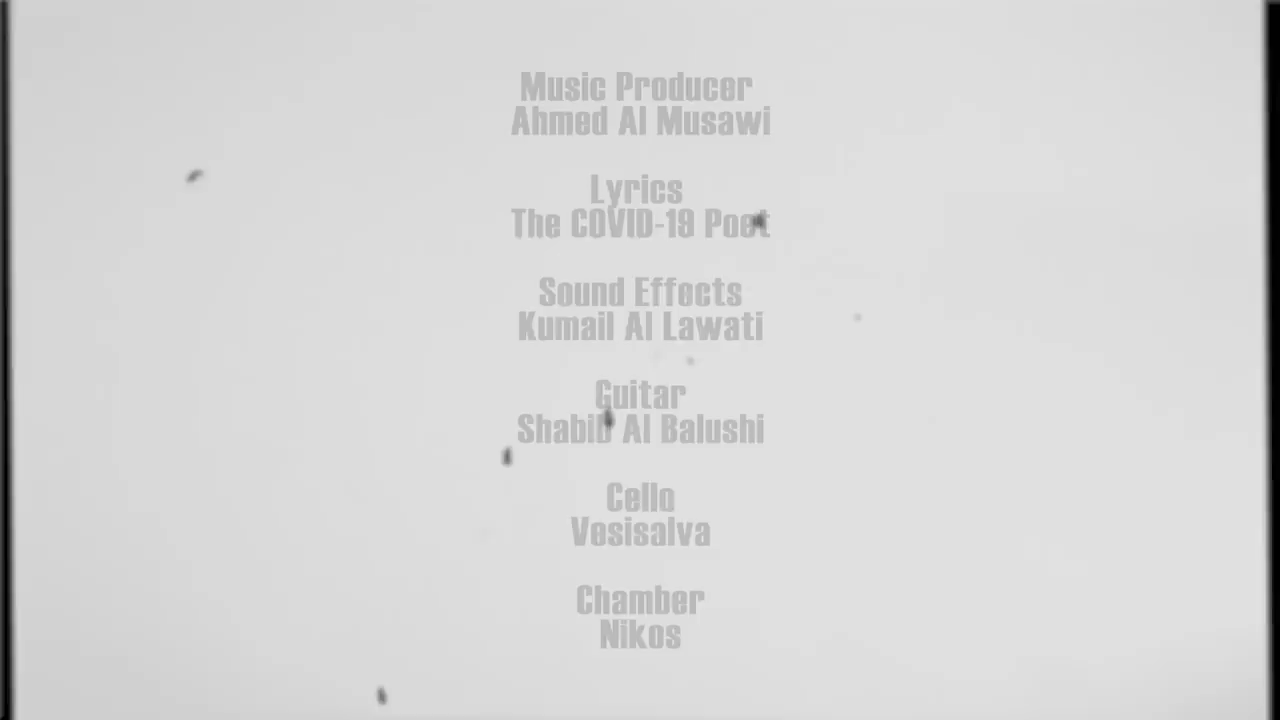 Music Producer
Ahmed Al Musawi
Lyrics
The COVID-19 Poet
Sound Effects
Kumail Al Lawati
Guitar
Shabib Al Balushi
Cello
Vesisalva
Chamber
Nikos